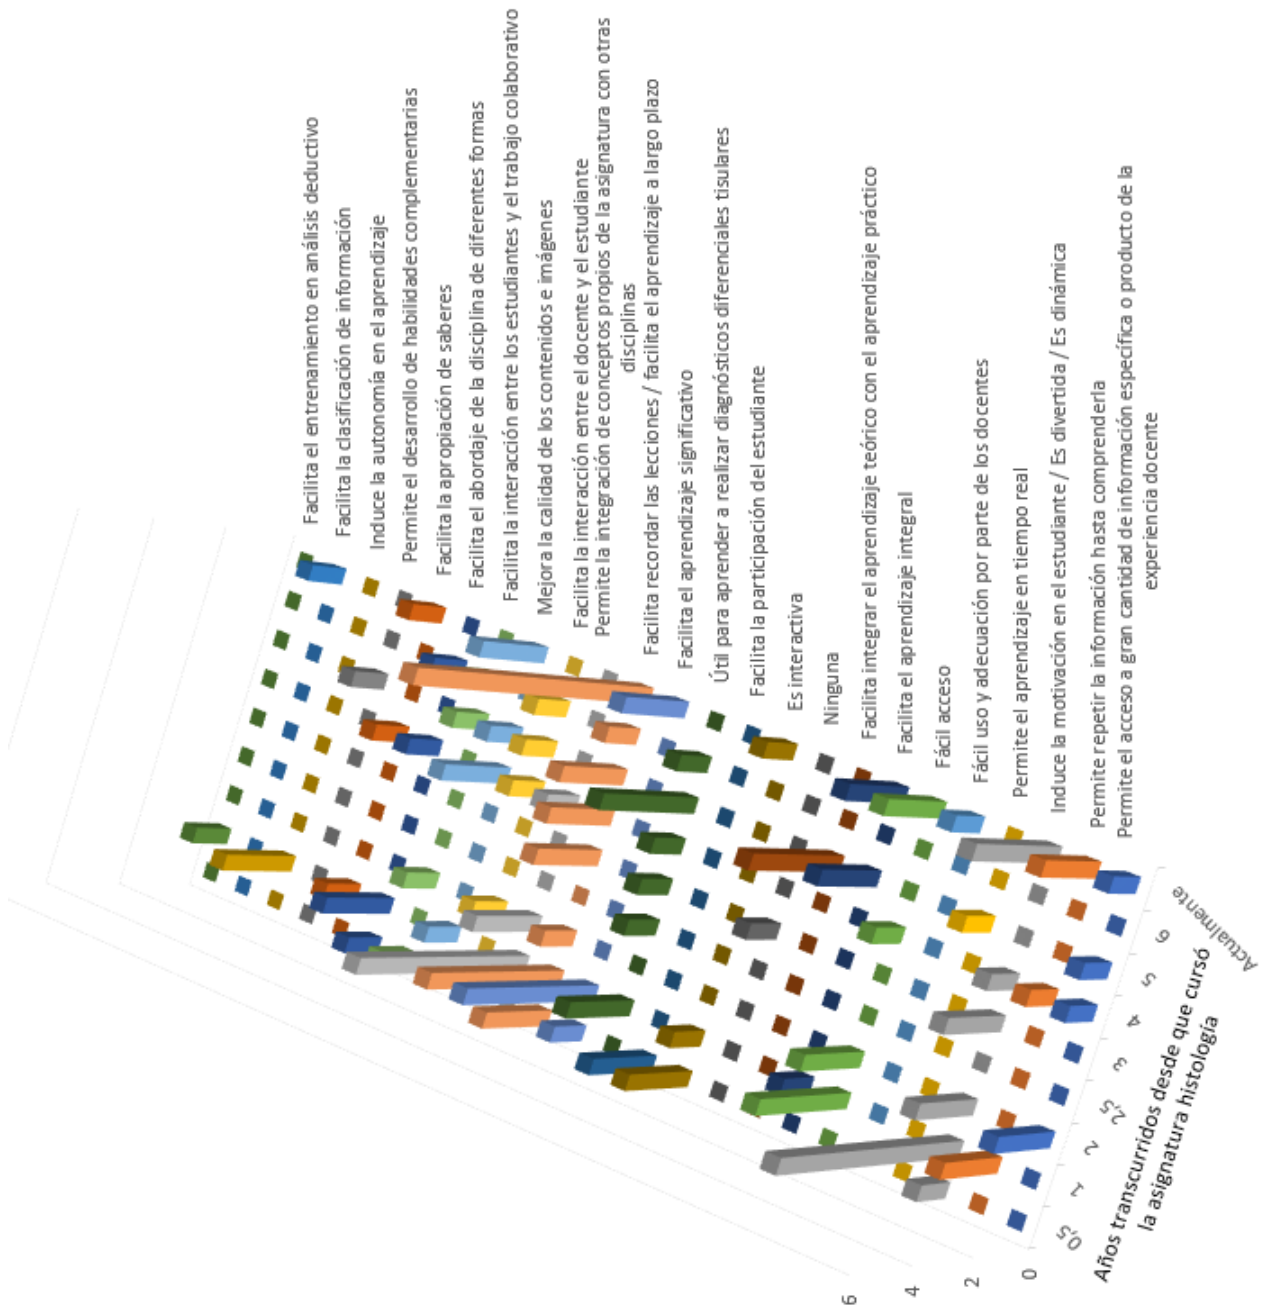 Facilita el entrenamiento en análisis deductivo
Facilita la clasificación de información
Induce la autonomía en el aprendizaje
Permite el desarrollo de habilidades complementarias
Facilita la apropiación de saberes
Facilita el abordaje de la disciplina de diferentes formas
Facilita la interacción entre los estudiantes y el trabajo colaborativo
Mejora la calidad de los contenidos e imágenes
Facilita la interacción entre el docente y el estudiante
Permite la integración de conceptos propios de la asignatura con otras
disciplinas
Facilita recordar las lecciones / facilita el aprendizaje a largo plazo
Facilita el aprendizaje significativo
Útil para aprender a realizar diagnósticos diferenciales tisulares
Facilita la participación del estudiante
Es interactiva
Ninguna
Facilita integrar el aprendizaje teórico con el aprendizaje práctico
Facilita el aprendizaje integral
Fácil acceso
Fácil uso y adecuación por parte de los docentes
Permite el aprendizaje en tiempo real
Induce la motivación en el estudiante / Es divertida / Es dinámica
Permite repetir la información hasta comprenderla
Permite el acceso a gran cantidad de información específica o producto de la
experiencia docente
Actualmente
6
5
4
3
2,5
2
1
0,5
Años transcurridos desde que cursó
la asignatura histología
6
4
2
0